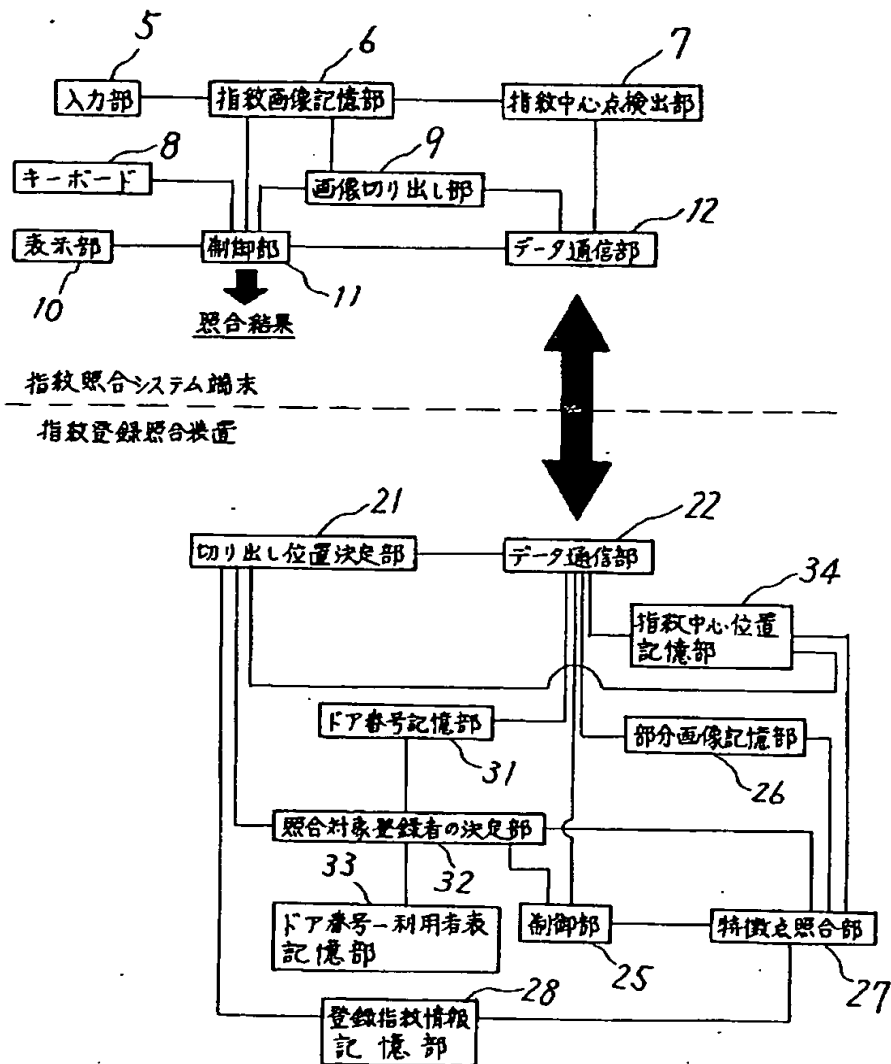 5
6
7
入力部
指紋画像記憶部
指紋中心点検出部
8
9
キーボード
画像切り出し部
12
表示部
制御部
データ通信部
10
11
照合結果
指紋照合システム端末
指紋登録照合装置
21
22
切り出し位置決定部
データ通信部
34
指紋中心位置
記憶部
ドア番号記憶部
31
部分画像記憶部
26
照合対象登録者の決定部
32
33
ドア番号-利用者表
記憶部
制御部
25
特徴点照合部
27
28
登録指紋情報
記憶部